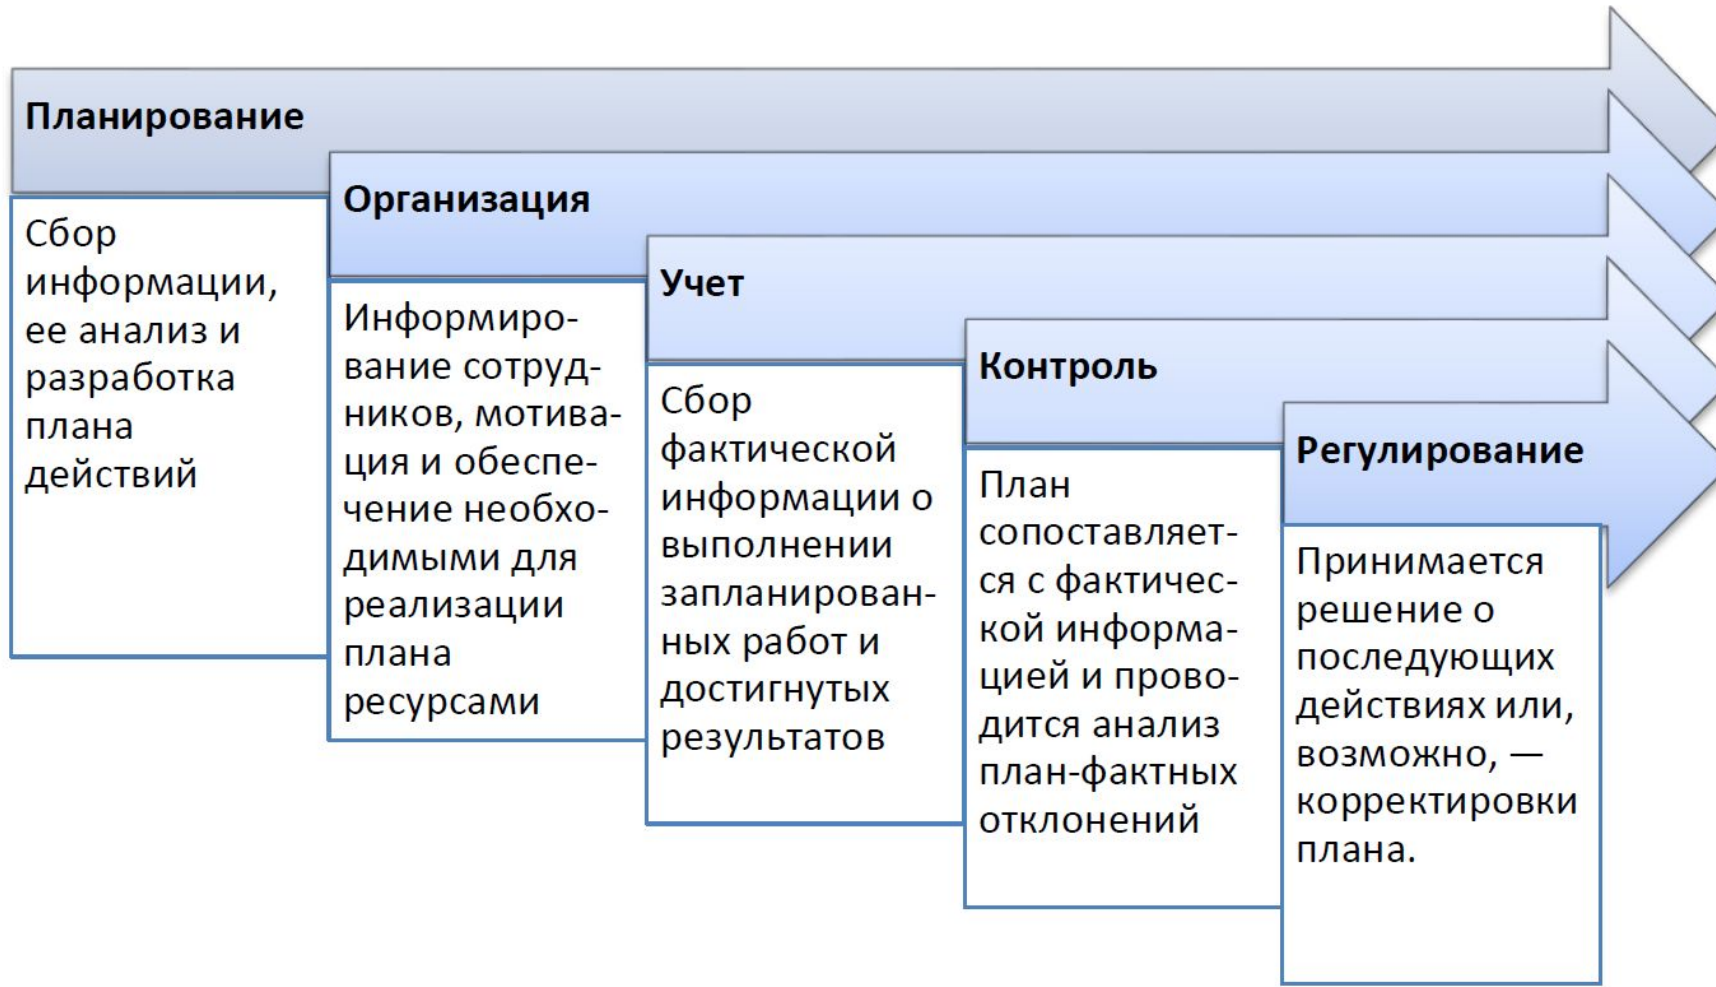 Планирование
Сбор
информации,
ее анализ и
разработка
плана
действий
Организация
Информиро-
вание сотруд-
ников, мотива-
ция и обеспе-
чение необхо-
димыми для
реализации
плана
ресурсами
Учет
Сбор
фактической
информации о
выполнении
запланирован-
ных работ и
достигнутых
результатов
Контроль
План
сопоставляет-
ся с фактичес-
кой информа-
цией и прово-
дится анализ
план-фактных
отклонений
Регулирование
Принимается
решение о
последующих
действиях или,
возможно, —
корректировки
плана.